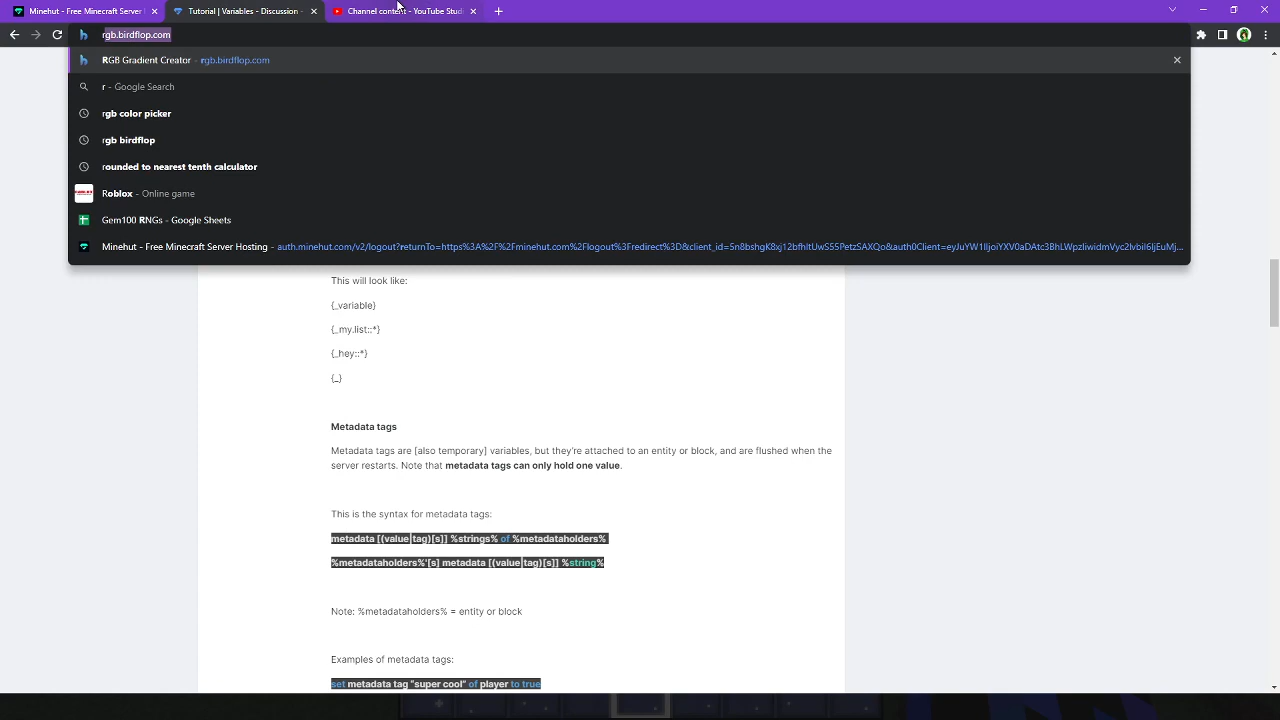 Minehut - Free Minecraft Server |
Tutorial | Variables - Discussion -
Channel content - YouTube Studi
rgb.birdflop.com
RGB Gradient Creator - rgb.birdflop.com
r - Google Search
rgb color picker
rgb birdflop
rounded to nearest tenth calculator
Roblox - Online game
Gem100 RNGs - Google Sheets
This will look like:
{_variable}
{_my.list::*}
{_hey::*}
{_}
Metadata tags
Metadata tags are [also temporary] variables, but they're attached to an entity or block, and are flushed when the
server restarts. Note that metadata tags can only hold one value.
This is the syntax for metadata tags:
metadata [(value|tag)[s]] %strings% of %metadataholders%
%metadataholders%'[s] metadata [(value|tag)[s]] %string%
Note: %metadataholders% = entity or block
Examples of metadata tags:
set metadata tag "super cool" of player to true
Minehut - Free Minecraft Server Hosting -